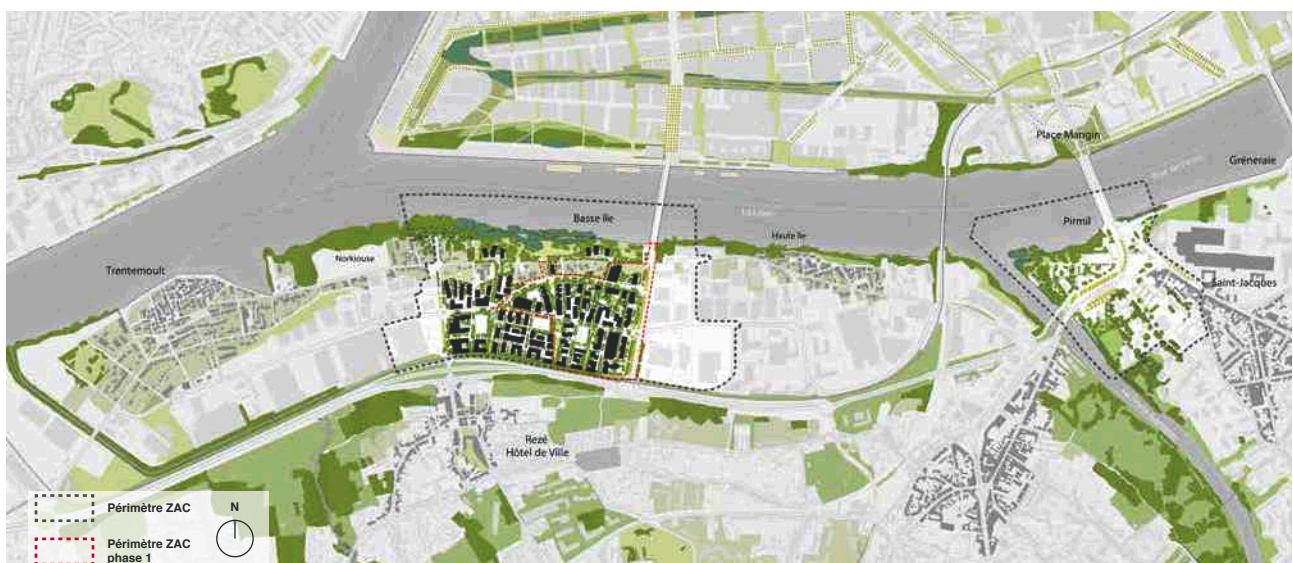 Place Mangin
Gréneraie
Basse île
Pirmil
Haute île
Norkiouse
Trentemoult
Saint-Jacques
Rezé
Hôtel de Ville
Périmètre ZAC
N
Périmètre ZAC
phase 1